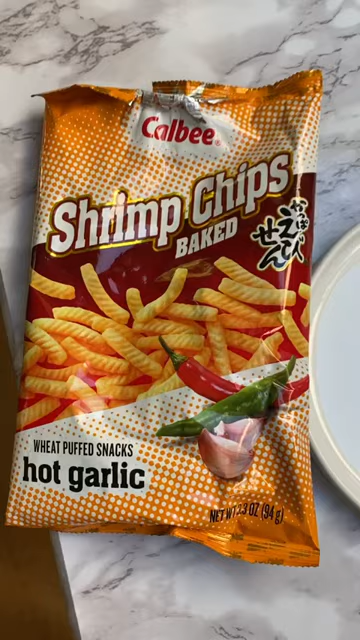 Calbee®
Shrimp Chips
BAKED
かっぱ
えび
せん
WHEAT PUFFED SNACKS
hot garlic
NET WT 3.3 OZ (94 g)